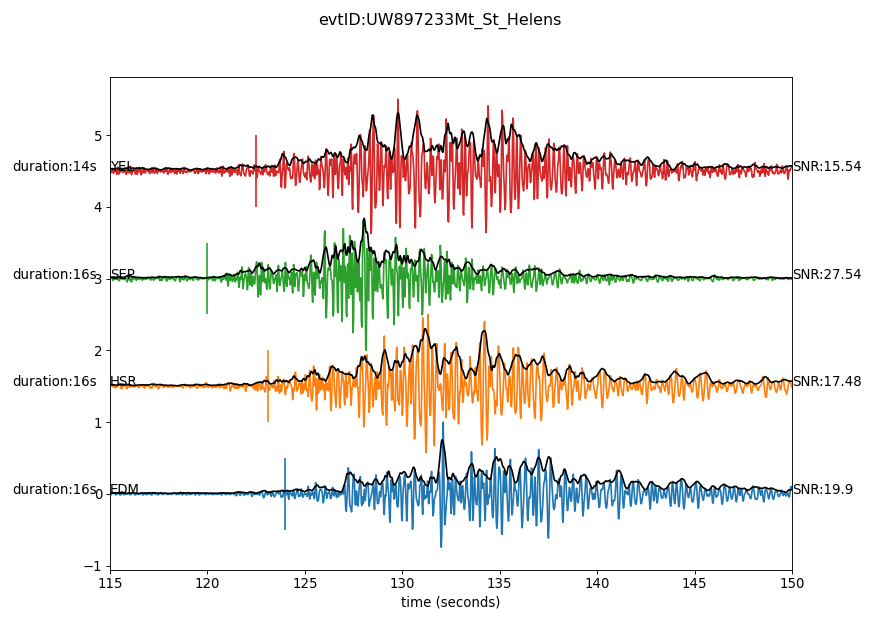 evtID:UW897233Mt_St_Helens
5
duration:14s YEL SNR:15.54
4
duration:16s SEP SNR:27.54
3
2
duration:16s HSR SNR:17.48
1
duration:16s EDM SNR:19.9
0
−1
115 120 125 130 135 140 145 150
time (seconds)